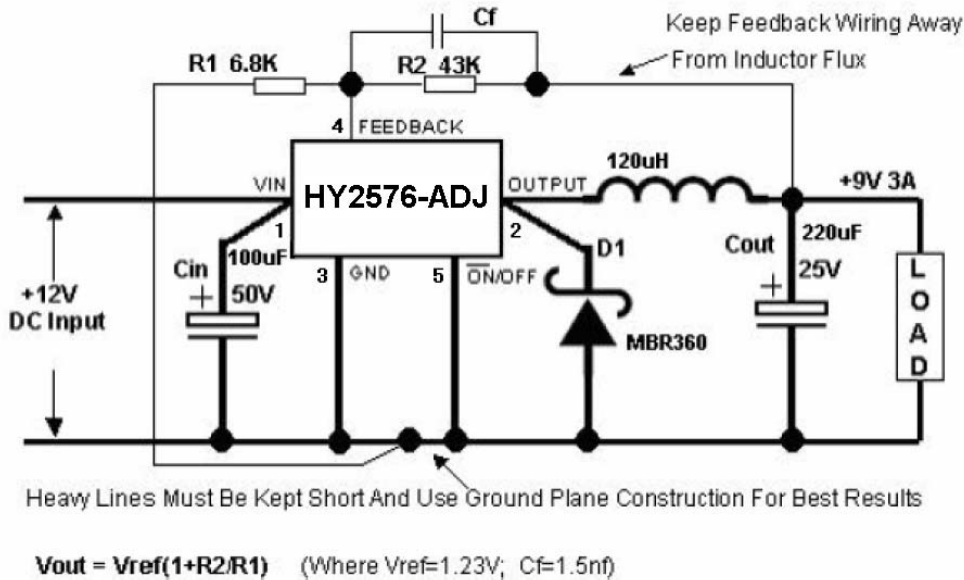 Cf
Keep Feedback Wiring Away
From Inductor Flux
R1 6.8K
R2 43K
4 FEEDBACK
120uH
VIN
HY2576-ADJ
OUTPUT
+9V 3A
1
2
D1
Cout
220uF
25V
Cin
100uF
50V
3 GND
5 ON/OFF
+12V
DC Input
+
+
MBR360
LOAD
Heavy Lines Must Be Kept Short And Use Ground Plane Construction For Best Results
Vout = Vref(1+R2/R1) (Where Vref=1.23V; Cf=1.5nf)